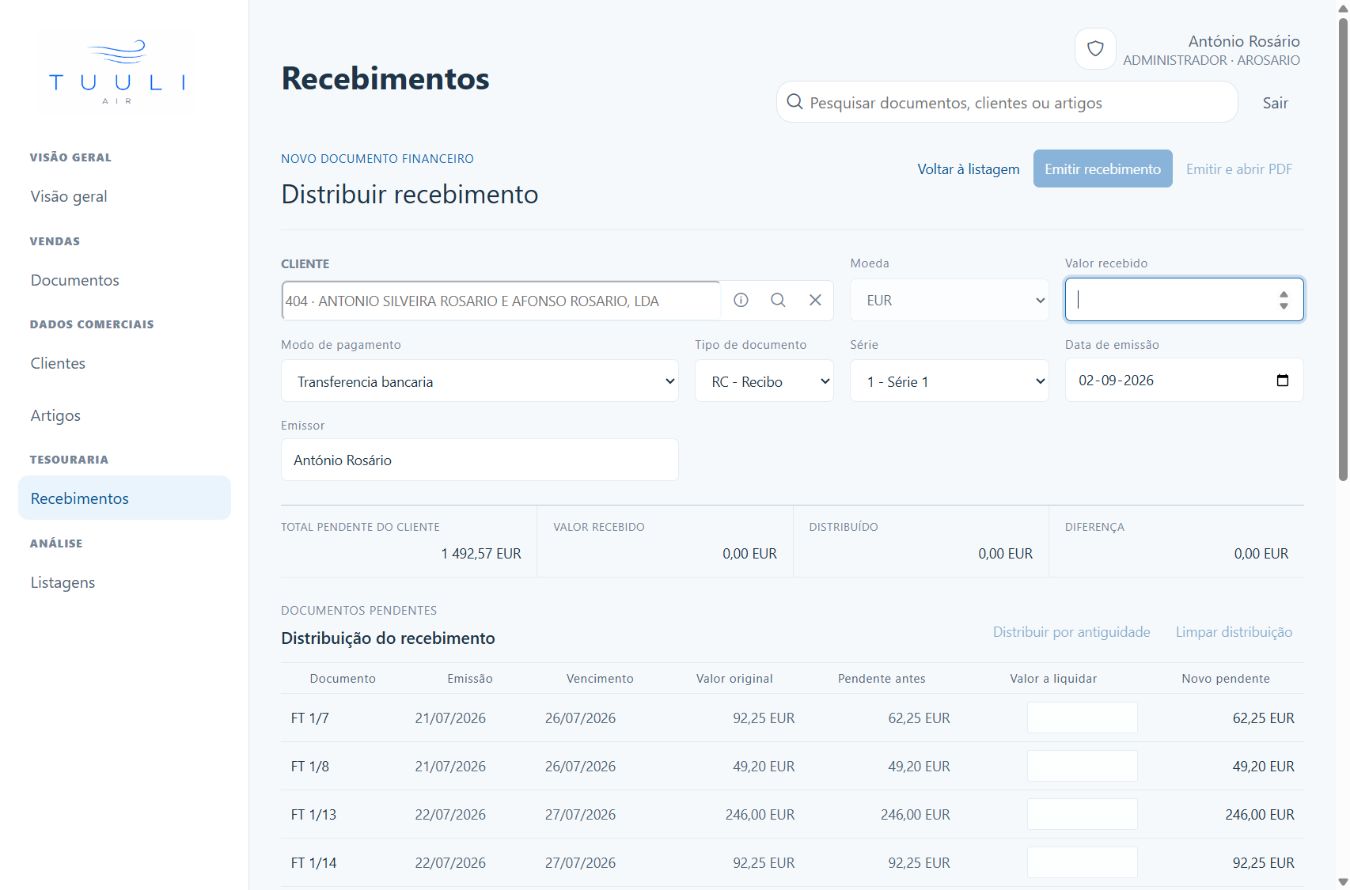 TUULI
AIR
VISÃO GERAL
Visão geral
VENDAS
Documentos
DADOS COMERCIAIS
Clientes
Artigos
TESOURARIA
Recebimentos
ANÁLISE
Listagens
Recebimentos
António Rosário
ADMINISTRADOR · AROSARIO
Pesquisar documentos, clientes ou artigos
Sair
NOVO DOCUMENTO FINANCEIRO
Distribuir recebimento
Voltar à listagem Emitir recebimento Emitir e abrir PDF
CLIENTE Moeda Valor recebido
404 · ANTONIO SILVEIRA ROSARIO E AFONSO ROSARIO, LDA EUR
Modo de pagamento Tipo de documento Série Data de emissão
Transferencia bancaria RC - Recibo 1 - Série 1 02-09-2026
Emissor
António Rosário
TOTAL PENDENTE DO CLIENTE VALOR RECEBIDO DISTRIBUÍDO DIFERENÇA
1 492,57 EUR 0,00 EUR 0,00 EUR 0,00 EUR
DOCUMENTOS PENDENTES
Distribuição do recebimento Distribuir por antiguidade Limpar distribuição
Documento Emissão Vencimento Valor original Pendente antes Valor a liquidar Novo pendente
FT 1/7 21/07/2026 26/07/2026 92,25 EUR 62,25 EUR 62,25 EUR
FT 1/8 21/07/2026 26/07/2026 49,20 EUR 49,20 EUR 49,20 EUR
FT 1/13 22/07/2026 27/07/2026 246,00 EUR 246,00 EUR 246,00 EUR
FT 1/14 22/07/2026 27/07/2026 92,25 EUR 92,25 EUR 92,25 EUR